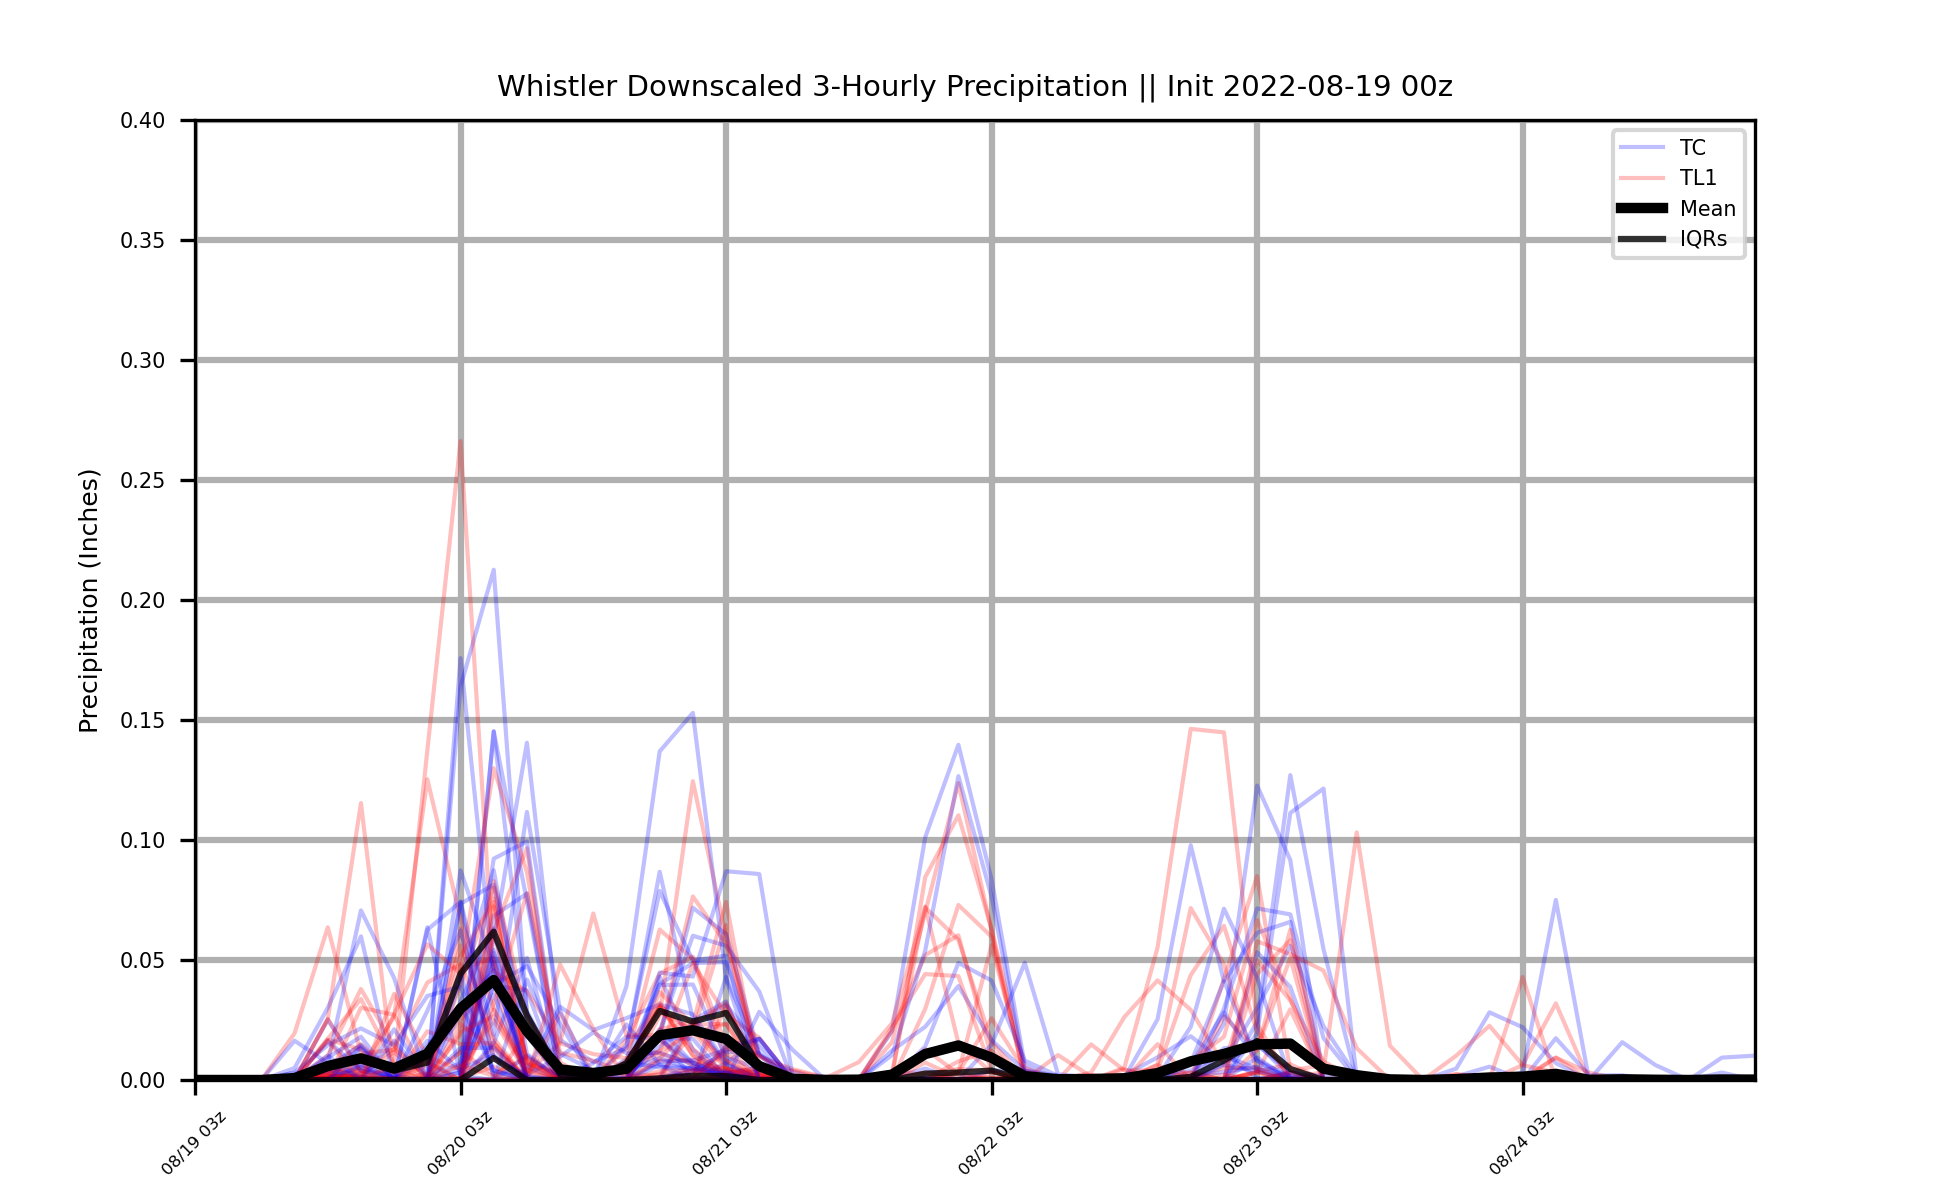 Whistler Downscaled 3-Hourly Precipitation || Init 2022-08-19 00z
0.40
0.35
0.30
0.25
0.20
0.15
0.10
0.05
0.00
Precipitation (Inches)
TC
TL1
Mean
IQRs
08/19 03z
08/20 03z
08/21 03z
08/22 03z
08/23 03z
08/24 03z